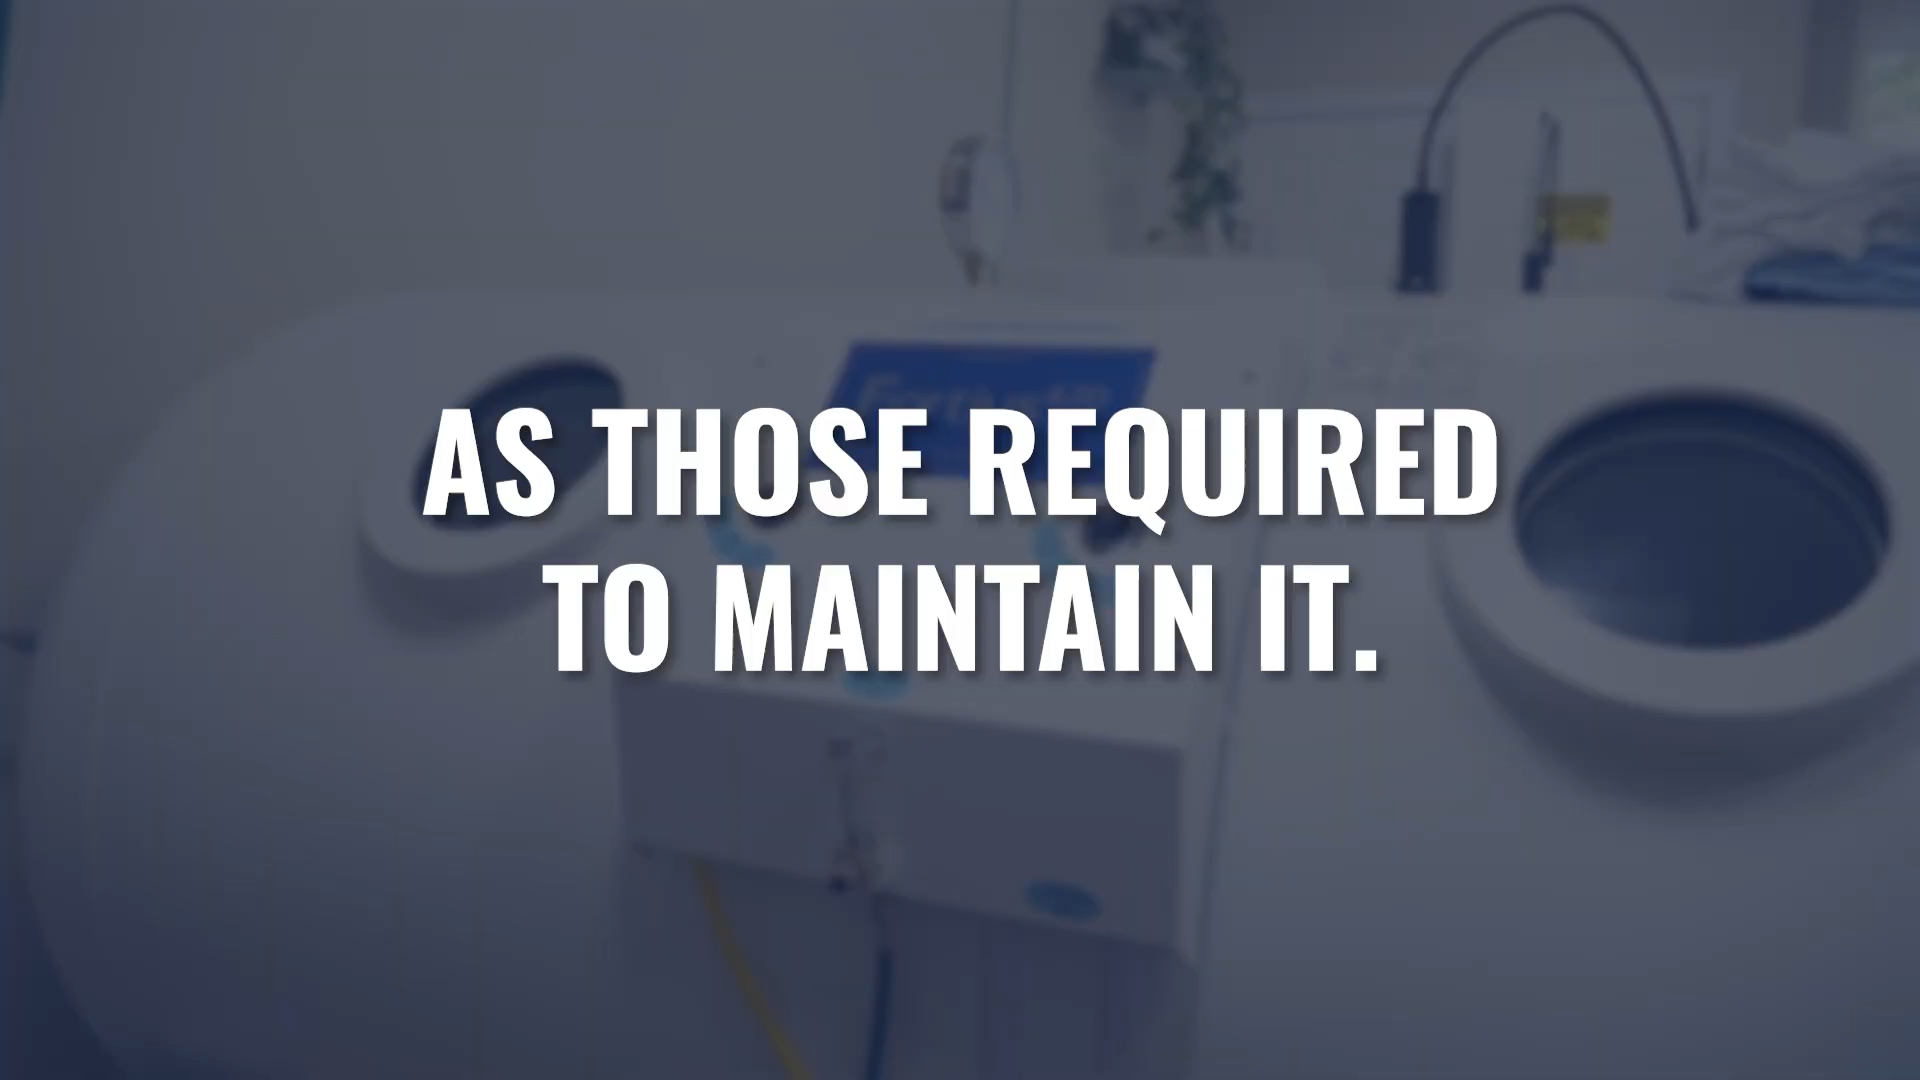 AS THOSE REQUIRED
TO MAINTAIN IT.